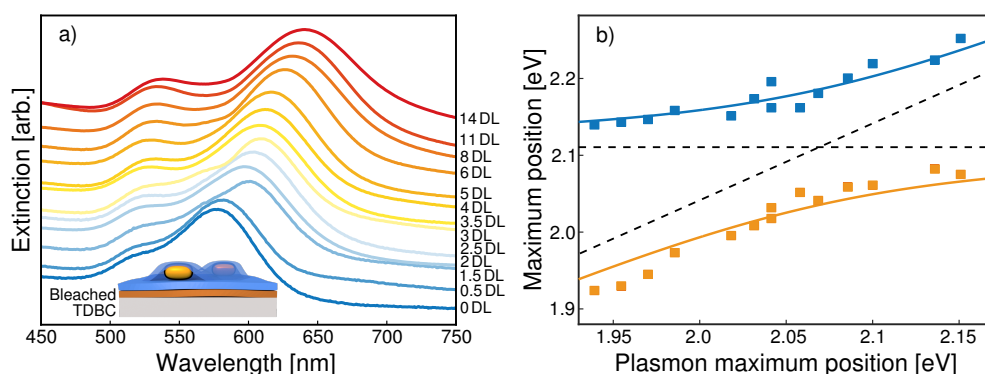 a)
Extinction [arb.]
14 DL
11 DL
8 DL
6 DL
5 DL
4 DL
3.5 DL
3 DL
2.5 DL
2 DL
1.5 DL
0.5 DL
0 DL
Bleached
TDBC
450 500 550 600 650 700 750
Wavelength [nm]
b)
Maximum position [eV]
2.2
2.1
2.0
1.9
1.95 2.0 2.05 2.1 2.15
Plasmon maximum position [eV]